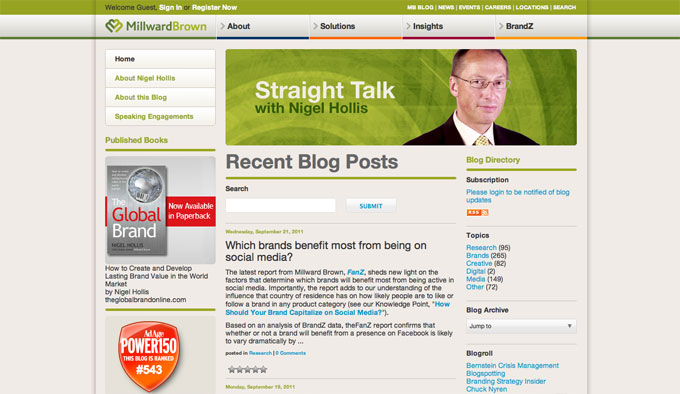 Welcome Guest, Sign In or Register Now
MB BLOG | NEWS | EVENTS | CAREERS | LOCATIONS | SEARCH
MillwardBrown
About
Solutions
Insights
BrandZ
Home
About Nigel Hollis
About this Blog
Speaking Engagements
Published Books
The
Global
Brand
NIGEL HOLLIS
Now Available
in Paperback
How to Create and Develop
Lasting Brand Value in the World
Market
by Nigel Hollis
theglobalbrandonline.com
AdAge
POWER150
THIS BLOG IS RANKED
#543
Straight Talk
with Nigel Hollis
Recent Blog Posts
Search
SUBMIT
Wednesday, September 21, 2011
Which brands benefit most from being on
social media?
The latest report from Millward Brown, FanZ, sheds new light on the
factors that determine which brands will benefit most from being active in
social media. Importantly, the report adds to our understanding of the
influence that country of residence has on how likely people are to like or
follow a brand in any product category (see our Knowledge Point, "How
Should Your Brand Capitalize on Social Media?").
Based on an analysis of BrandZ data, theFanZ report confirms that
whether or not a brand will benefit from a presence on Facebook is likely
to vary dramatically by ...
posted in Research | 0 Comments
Monday, September 19, 2011
Blog Directory
Subscription
Please login to be notified of blog
updates
RSS
Topics
Research (95)
Brands (265)
Creative (82)
Digital (2)
Media (149)
Other (72)
Blog Archive
Jump to
Blogroll
Bernstein Crisis Management
Blogspotting
Branding Strategy Insider
Chuck Nyren